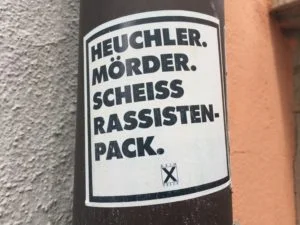 HEUCHLER.
MÖRDER.
SCHEISS
RASSISTEN-
PACK.